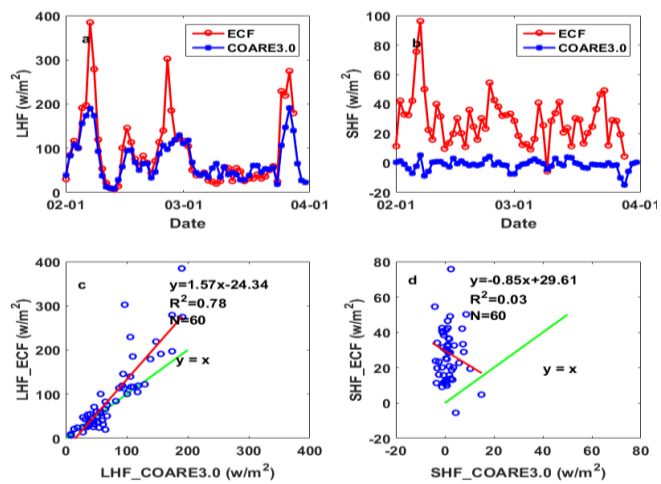 400
300
200
100
0
LHF (w/m²)
a
ECF
COARE3.0
02-01
03-01
04-01
Date
100
80
60
40
20
0
-20
SHF (w/m²)
b
ECF
COARE3.0
02-01
03-01
04-01
Date
400
300
200
100
0
LHF_ECF (w/m²)
c
y=1.57x-24.34
R²=0.78
N=60
y = x
0
100
200
300
400
LHF_COARE3.0 (w/m²)
80
60
40
20
0
-20
SHF_ECF (w/m²)
d
y=-0.85x+29.61
R²=0.03
N=60
y = x
-20
0
20
40
60
80
SHF_COARE3.0 (w/m²)